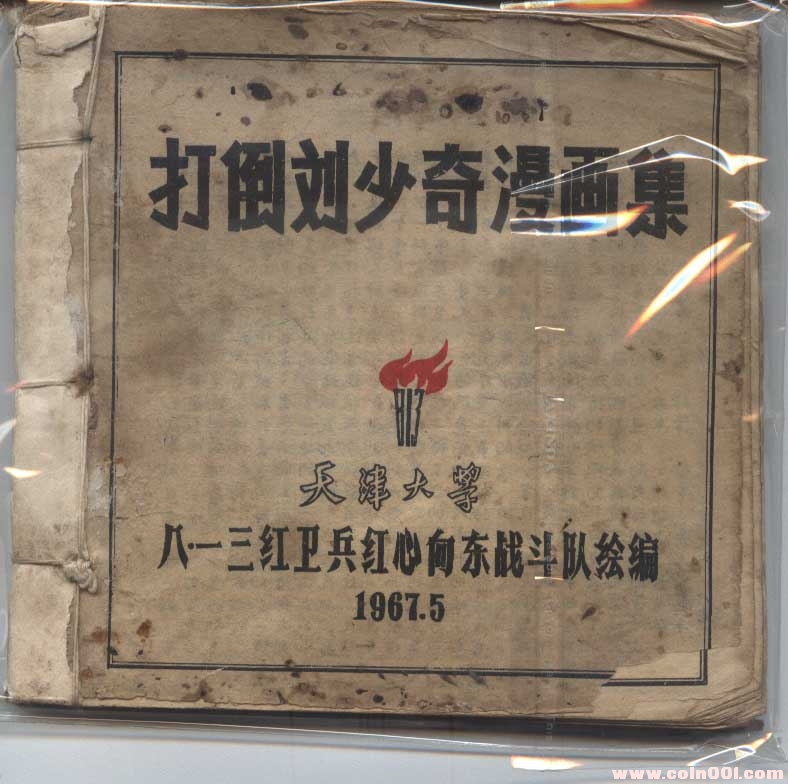 打倒刘少奇漫画集
813
天津大學
八·一三红卫兵红心向东战斗队绘编
1967.5
www.coin001.com